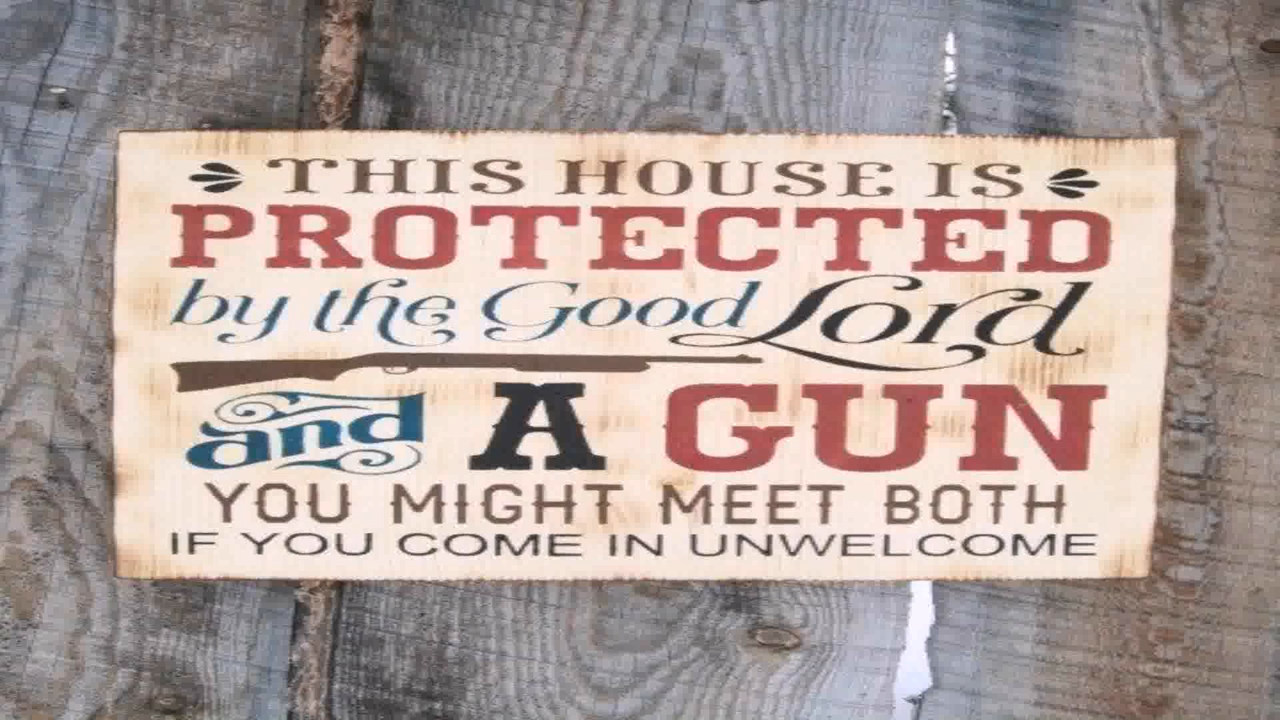 THIS HOUSE IS
PROTECTED
by the Good Lord
and A GUN
YOU MIGHT MEET BOTH
IF YOU COME IN UNWELCOME